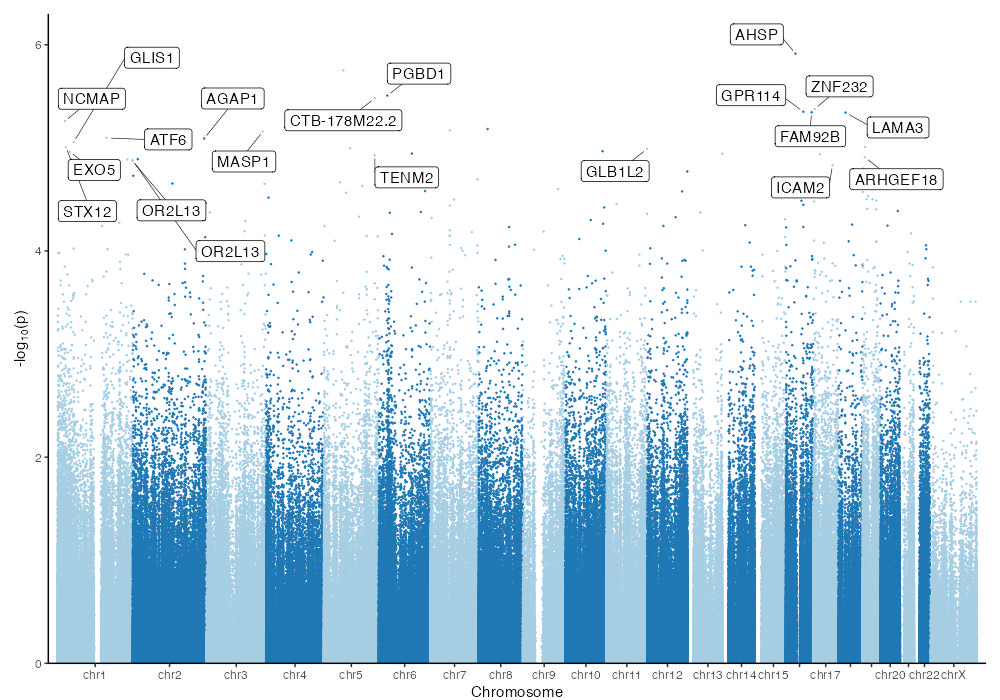 AHSP
6
GLIS1
PGBD1
NCMAP
AGAP1
GPR114
ZNF232
CTB-178M22.2
FAM92B
LAMA3
ATF6
MASP1
EXO5
TENM2
GLB1L2
ICAM2
ARHGEF18
STX12
OR2L13
OR2L13
4
-log10(p)
2
0
chr1 chr2 chr3 chr4 chr5 chr6 chr7 chr8 chr9 chr10 chr11 chr12 chr13 chr14 chr15 chr17 chr20 chr22 chrX
Chromosome